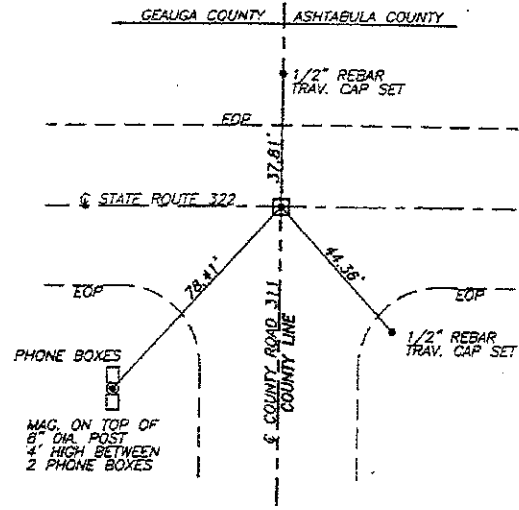 GEAUGA COUNTY ASHTABULA COUNTY
1/2" REBAR
TRAV. CAP SET
EOP
37.81'
℄ STATE ROUTE 322
78.41'
44.36'
EOP
EOP
℄ COUNTY ROAD 311
COUNTY LINE
1/2" REBAR
TRAV. CAP SET
PHONE BOXES
MAG. ON TOP OF
8" DIA. POST
4' HIGH BETWEEN
2 PHONE BOXES